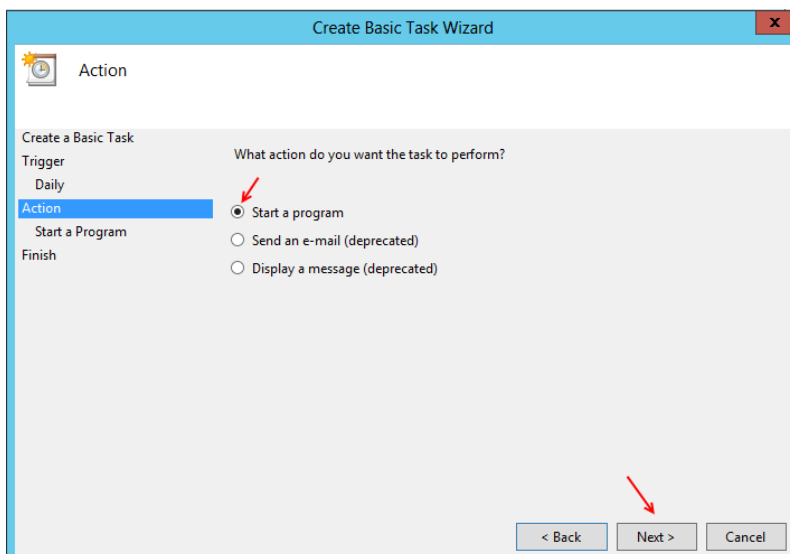 Create Basic Task Wizard
x
Action
Create a Basic Task
Trigger
Daily
Action
Start a Program
Finish
What action do you want the task to perform?
Start a program
Send an e-mail (deprecated)
Display a message (deprecated)
< Back
Next >
Cancel